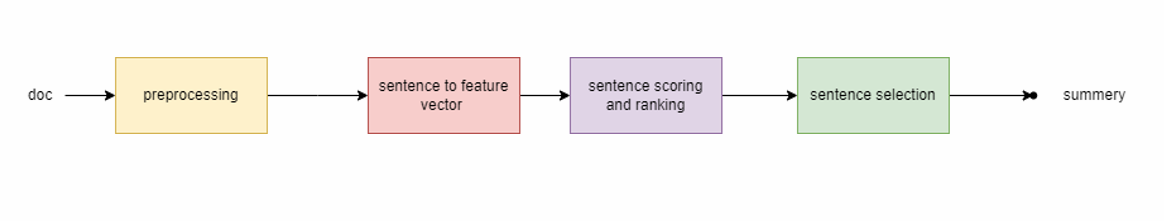 doc
preprocessing
sentence to feature
vector
sentence scoring
and ranking
sentence selection
summery